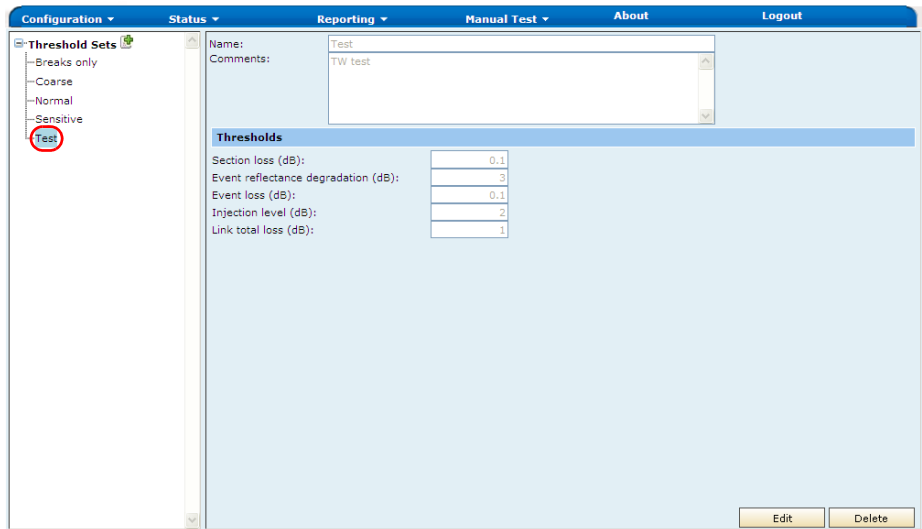 Configuration Status Reporting Manual Test About Logout
Threshold Sets
Breaks only
Coarse
Normal
Sensitive
Test
Name: Test
Comments: TW test
Thresholds
Section loss (dB): 0.1
Event reflectance degradation (dB): 3
Event loss (dB): 0.1
Injection level (dB): 2
Link total loss (dB): 1
Edit Delete